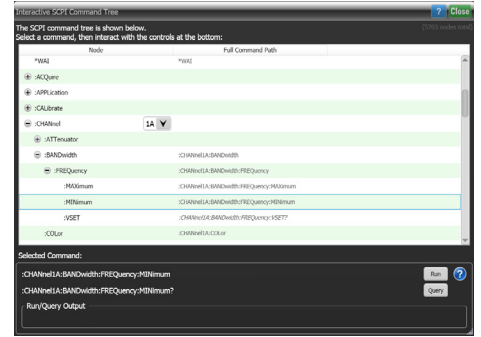 Interactive SCPI Command Tree ? Close
The SCPI command tree is shown below. (5203 nodes total)
Select a command, then interact with the controls at the bottom:
Node Full Command Path
*WAI *WAI
:ACQuire
:APPLication
:CALibrate
:CHANnel 1A
:ATTenuator
:BANDwidth :CHANnel1A:BANDwidth
:FREQuency :CHANnel1A:BANDwidth:FREQuency
:MAXimum :CHANnel1A:BANDwidth:FREQuency:MAXimum
:MINimum :CHANnel1A:BANDwidth:FREQuency:MINimum
:VSET :CHANnel1A:BANDwidth:FREQuency:VSET?
:COLor :CHANnel1A:COLor
Selected Command:
:CHANnel1A:BANDwidth:FREQuency:MINimum Run ?
:CHANnel1A:BANDwidth:FREQuency:MINimum? Query
Run/Query Output